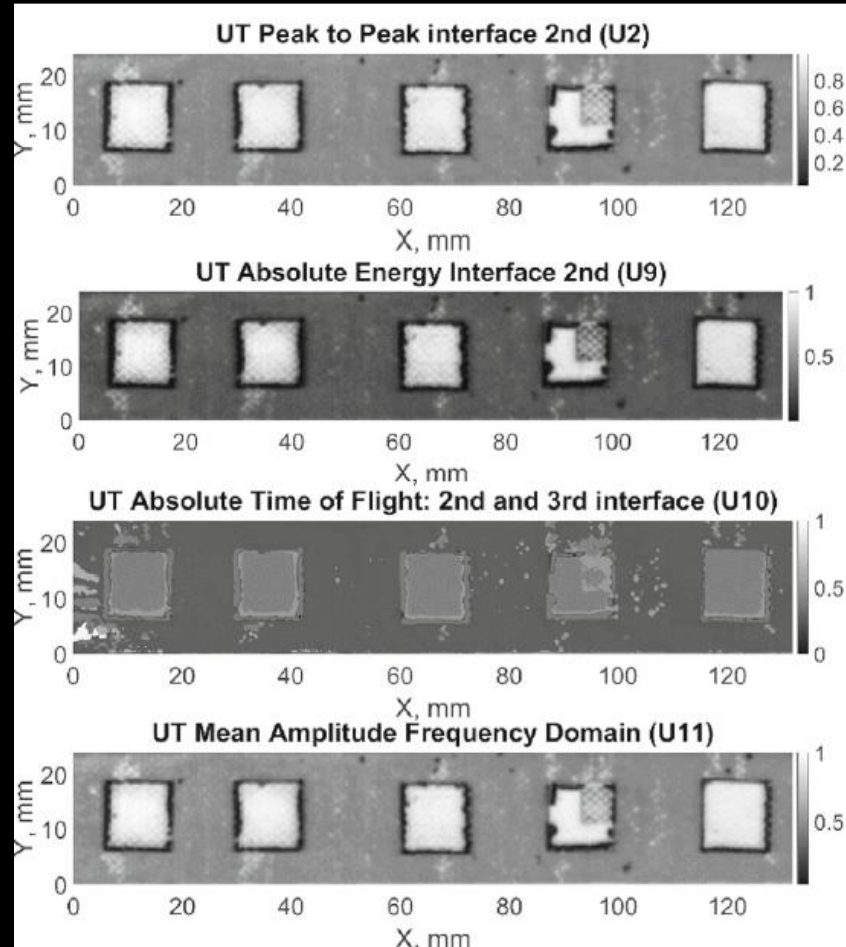 UT Peak to Peak interface 2nd (U2)
Y, mm
20
10
0
0 20 40 60 80 100 120
X, mm
0.8
0.6
0.4
0.2
UT Absolute Energy Interface 2nd (U9)
Y, mm
20
10
0
0 20 40 60 80 100 120
X, mm
1
0.5
UT Absolute Time of Flight: 2nd and 3rd interface (U10)
Y, mm
20
10
0
0 20 40 60 80 100 120
X, mm
1
0.5
0
UT Mean Amplitude Frequency Domain (U11)
Y, mm
20
10
0
0 20 40 60 80 100 120
X, mm
1
0.5